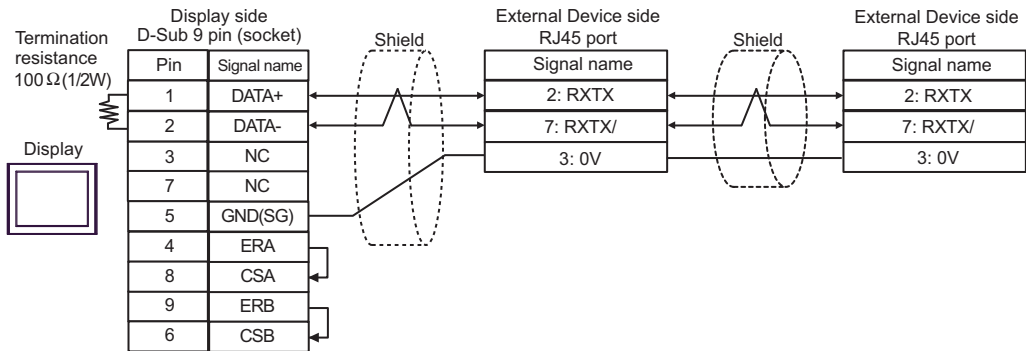 Display side
D-Sub 9 pin (socket)
Termination
resistance
100Ω(1/2W)
Display
Pin Signal name
1 DATA+
2 DATA-
3 NC
7 NC
5 GND(SG)
4 ERA
8 CSA
9 ERB
6 CSB
Shield
External Device side
RJ45 port
Signal name
2: RXTX
7: RXTX/
3: 0V
Shield
External Device side
RJ45 port
Signal name
2: RXTX
7: RXTX/
3: 0V